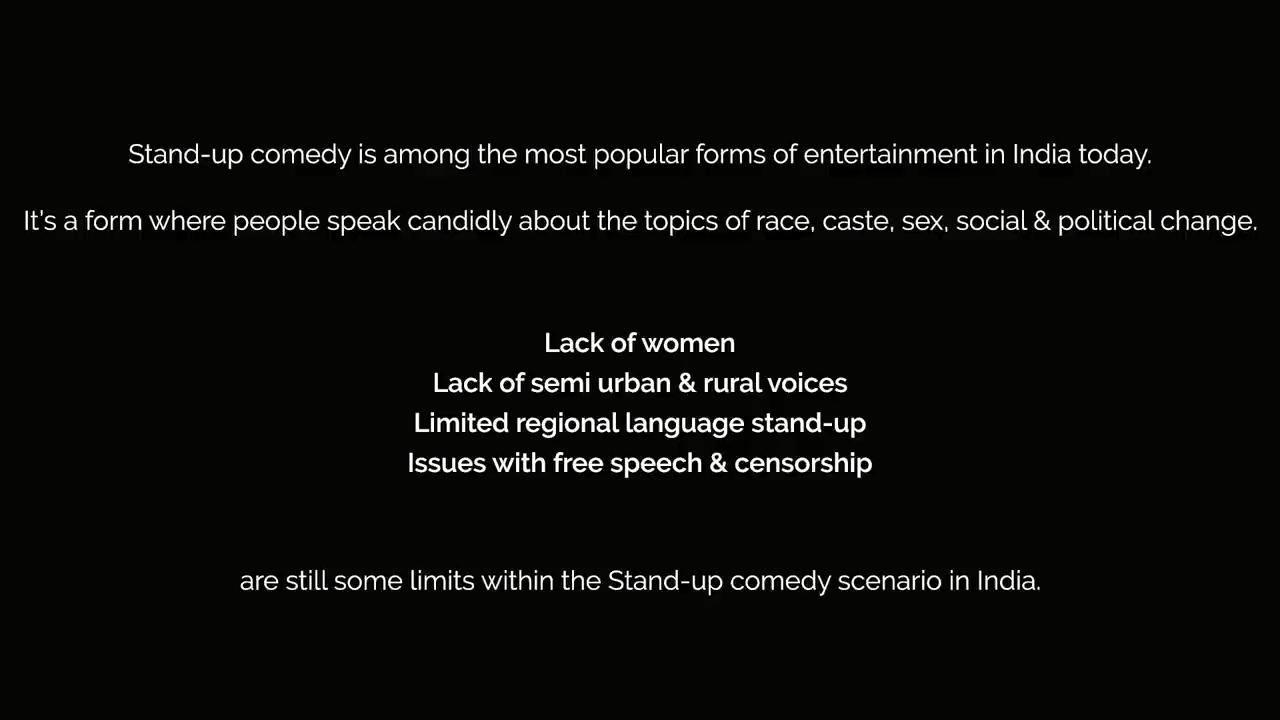 Stand-up comedy is among the most popular forms of entertainment in India today.
It's a form where people speak candidly about the topics of race, caste, sex, social & political change.
Lack of women
Lack of semi urban & rural voices
Limited regional language stand-up
Issues with free speech & censorship
are still some limits within the Stand-up comedy scenario in India.